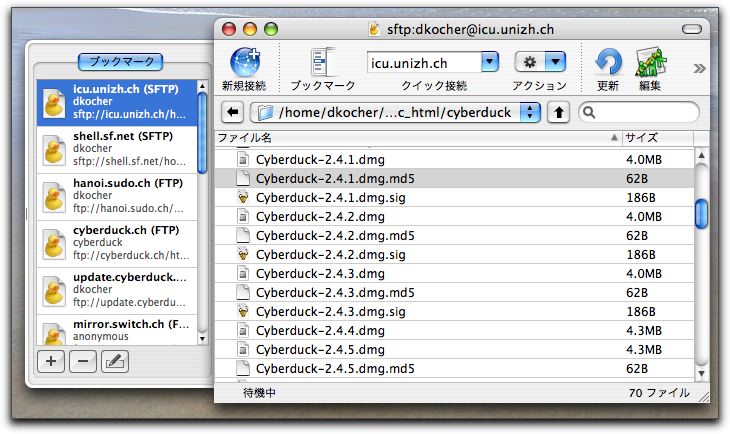 ブックマーク
icu.unizh.ch (SFTP)
dkocher
sftp://icu.unizh.ch/h...
shell.sf.net (SFTP)
dkocher
sftp://shell.sf.net/ho...
hanoi.sudo.ch (FTP)
dkocher
ftp://hanoi.sudo.ch/...
cyberduck.ch (FTP)
cyberduck
ftp://cyberduck.ch/ht...
update.cyberduck....
dkocher
ftp://update.cyberdu...
mirror.switch.ch (F...
anonymous
sftp:dkocher@icu.unizh.ch
icu.unizh.ch
新規接続 ブックマーク クイック接続 アクション 更新 編集
/home/dkocher/...c_html/cyberduck
ファイル名 サイズ
Cyberduck-2.4.1.dmg 4.0MB
Cyberduck-2.4.1.dmg.md5 62B
Cyberduck-2.4.1.dmg.sig 186B
Cyberduck-2.4.2.dmg 4.0MB
Cyberduck-2.4.2.dmg.md5 62B
Cyberduck-2.4.2.dmg.sig 186B
Cyberduck-2.4.3.dmg 4.0MB
Cyberduck-2.4.3.dmg.md5 62B
Cyberduck-2.4.3.dmg.sig 186B
Cyberduck-2.4.4.dmg 4.3MB
Cyberduck-2.4.5.dmg 4.3MB
Cyberduck-2.4.5.dmg.md5 62B
待機中 70 ファイル